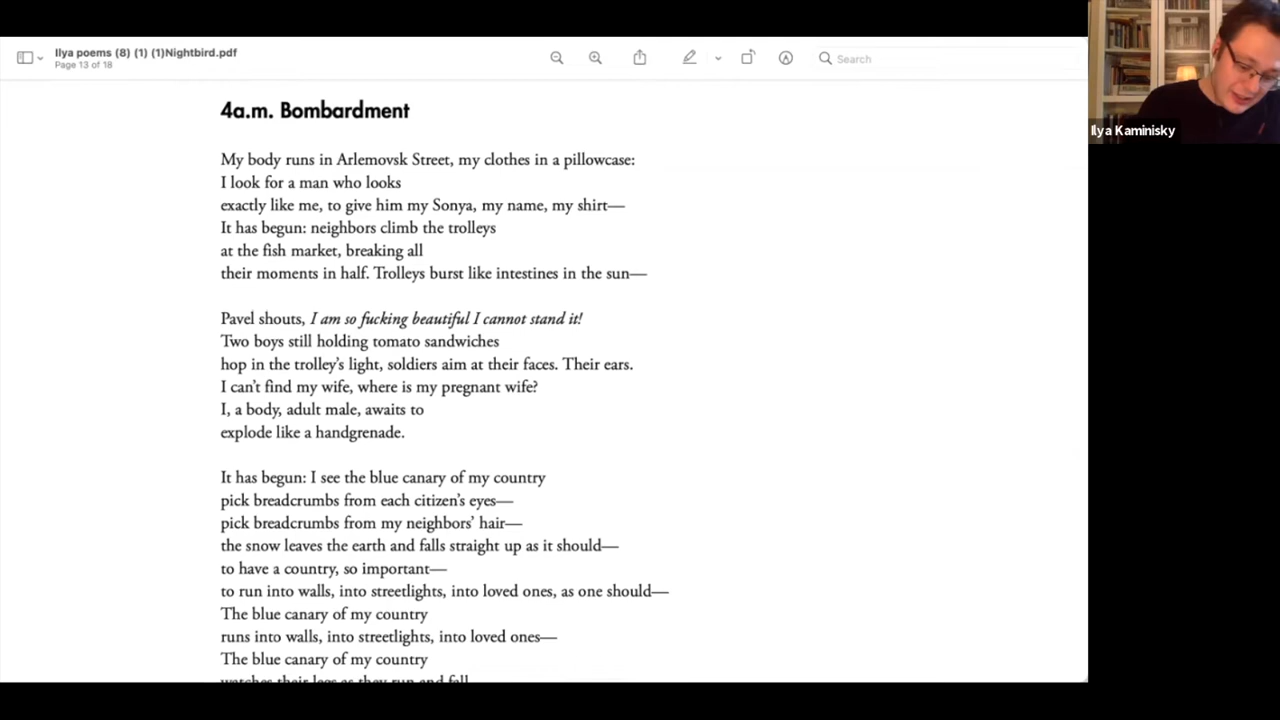 Ilya poems (8) (1) (1)Nightbird.pdf
Page 13 of 18
Search
Ilya Kaminisky
4a.m. Bombardment
My body runs in Arlemovsk Street, my clothes in a pillowcase:
I look for a man who looks
exactly like me, to give him my Sonya, my name, my shirt—
It has begun: neighbors climb the trolleys
at the fish market, breaking all
their moments in half. Trolleys burst like intestines in the sun—
Pavel shouts, I am so fucking beautiful I cannot stand it!
Two boys still holding tomato sandwiches
hop in the trolley's light, soldiers aim at their faces. Their ears.
I can't find my wife, where is my pregnant wife?
I, a body, adult male, awaits to
explode like a handgrenade.
It has begun: I see the blue canary of my country
pick breadcrumbs from each citizen's eyes—
pick breadcrumbs from my neighbors' hair—
the snow leaves the earth and falls straight up as it should—
to have a country, so important—
to run into walls, into streetlights, into loved ones, as one should—
The blue canary of my country
runs into walls, into streetlights, into loved ones—
The blue canary of my country
watches their legs as they run and fall